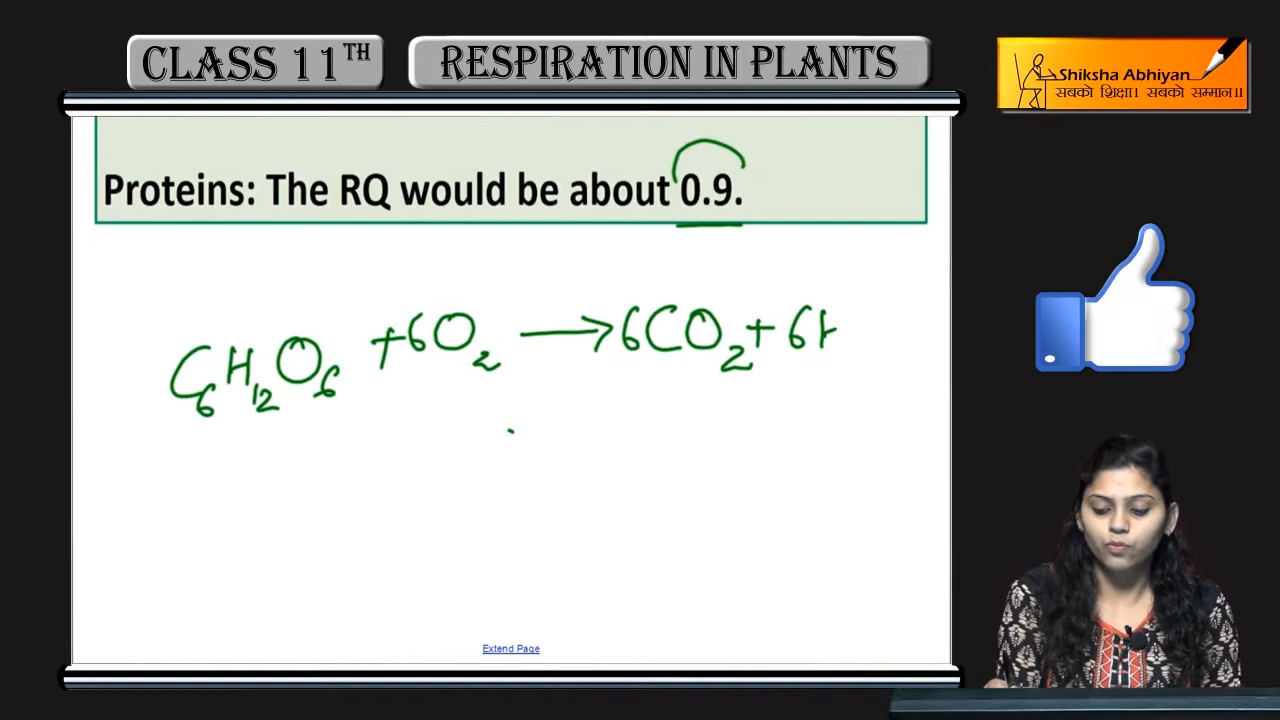 CLASS 11TH
RESPIRATION IN PLANTS
Shiksha Abhiyan
सबको शिक्षा। सबको सम्मान॥
Proteins: The RQ would be about 0.9.
C6H12O6 +6O2 → 6CO2 + 6H
Extend Page